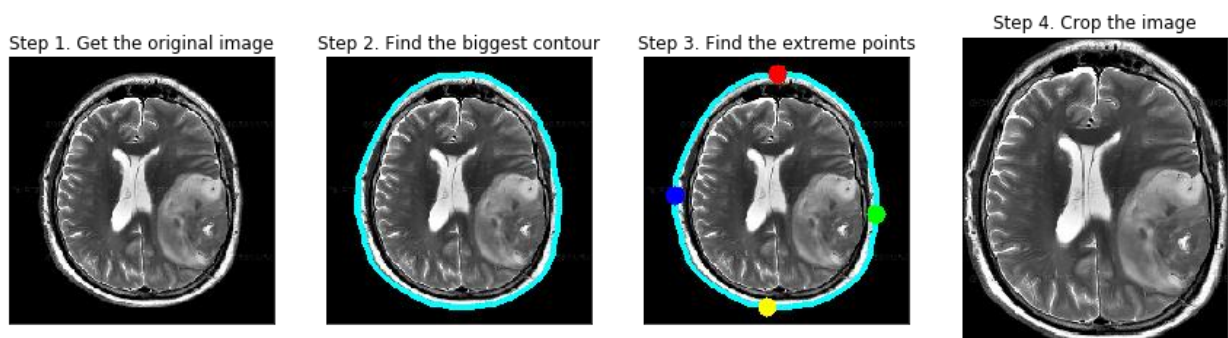 Step 1. Get the original image
Step 2. Find the biggest contour
Step 3. Find the extreme points
Step 4. Crop the image